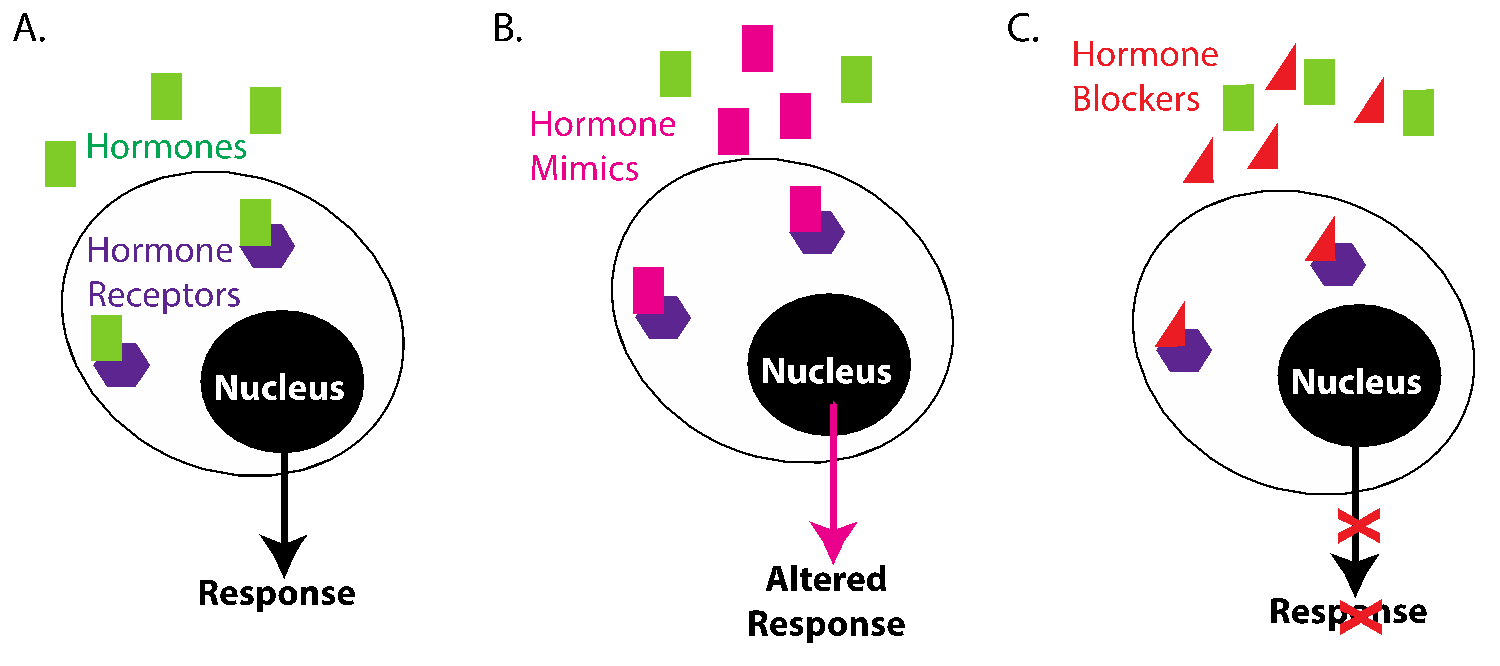 A.
Hormones
Hormone
Receptors
Nucleus
Response
B.
Hormone
Mimics
Nucleus
Altered
Response
C.
Hormone
Blockers
Nucleus
Response